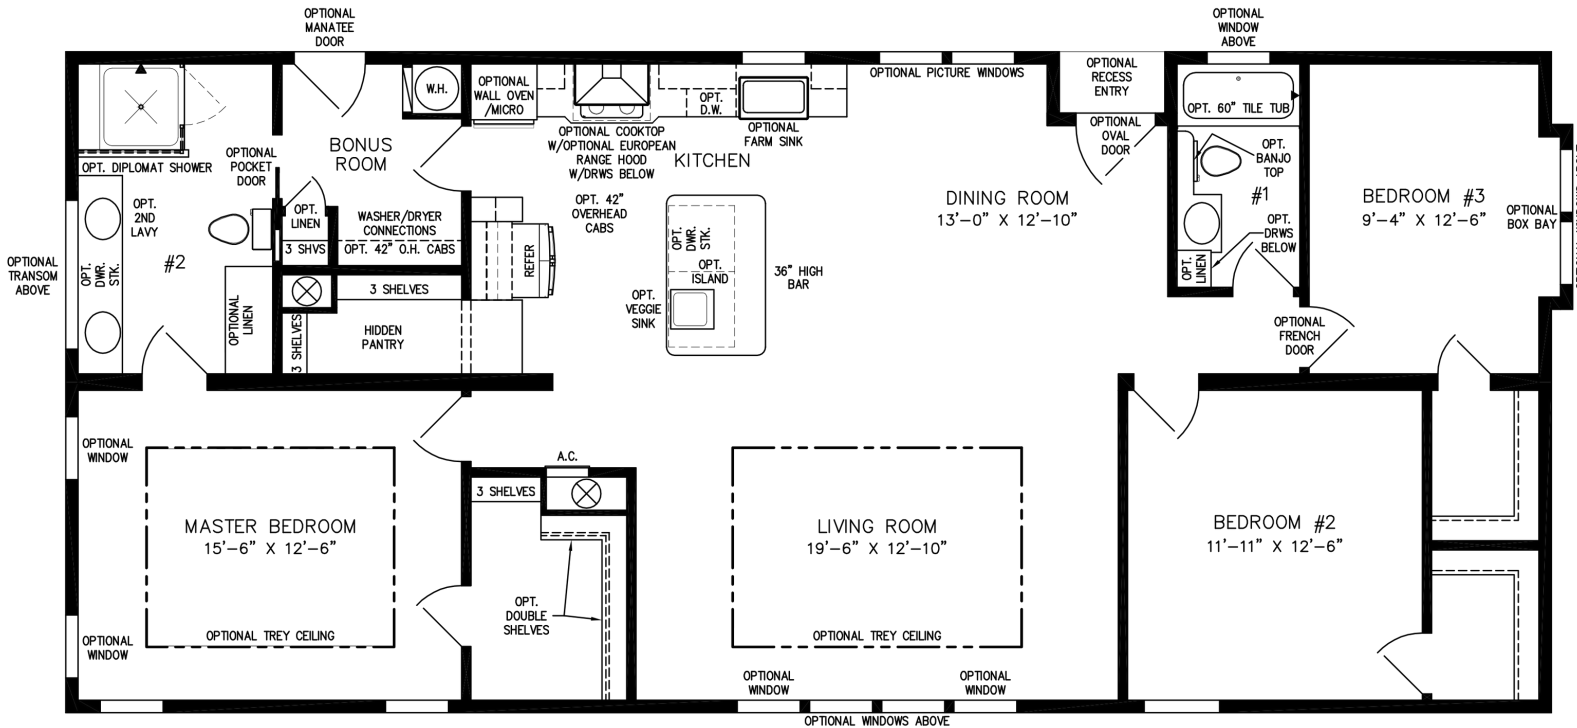 OPTIONAL
MANATEE
DOOR
OPTIONAL
WINDOW
ABOVE
W.H.
OPTIONAL
WALL OVEN
/MICRO
OPTIONAL COOKTOP
W/OPTIONAL EUROPEAN
RANGE HOOD
W/DRWS BELOW
OPT.
D.W.
OPTIONAL
FARM SINK
OPTIONAL PICTURE WINDOWS
OPTIONAL
RECESS
ENTRY
OPTIONAL
OVAL
DOOR
OPT. 60" TILE TUB
OPT.
BANJO
TOP
#1
OPT.
DRWS
BELOW
OPT.
LINEN
BEDROOM #3
9'-4" X 12'-6"
OPTIONAL
BOX BAY
OPTIONAL
FRENCH
DOOR
OPT. DIPLOMAT SHOWER
OPTIONAL
POCKET
DOOR
BONUS
ROOM
KITCHEN
DINING ROOM
13'-0" X 12'-10"
OPT.
2ND
LAVY
#2
OPT.
DWR.
STK.
OPTIONAL
TRANSOM
ABOVE
OPTIONAL
LINEN
OPT.
LINEN
3 SHVS
WASHER/DRYER
CONNECTIONS
OPT. 42" O.H. CABS
OPT. 42"
OVERHEAD
CABS
REFER
OPT.
DWR.
STK.
OPT.
ISLAND
36" HIGH
BAR
OPT.
VEGGIE
SINK
3 SHELVES
3 SHELVES
HIDDEN
PANTRY
OPTIONAL
WINDOW
MASTER BEDROOM
15'-6" X 12'-6"
OPTIONAL TREY CEILING
OPTIONAL
WINDOW
A.C.
3 SHELVES
OPT.
DOUBLE
SHELVES
LIVING ROOM
19'-6" X 12'-10"
OPTIONAL TREY CEILING
OPTIONAL
WINDOW
OPTIONAL
WINDOW
OPTIONAL WINDOWS ABOVE
BEDROOM #2
11'-11" X 12'-6"